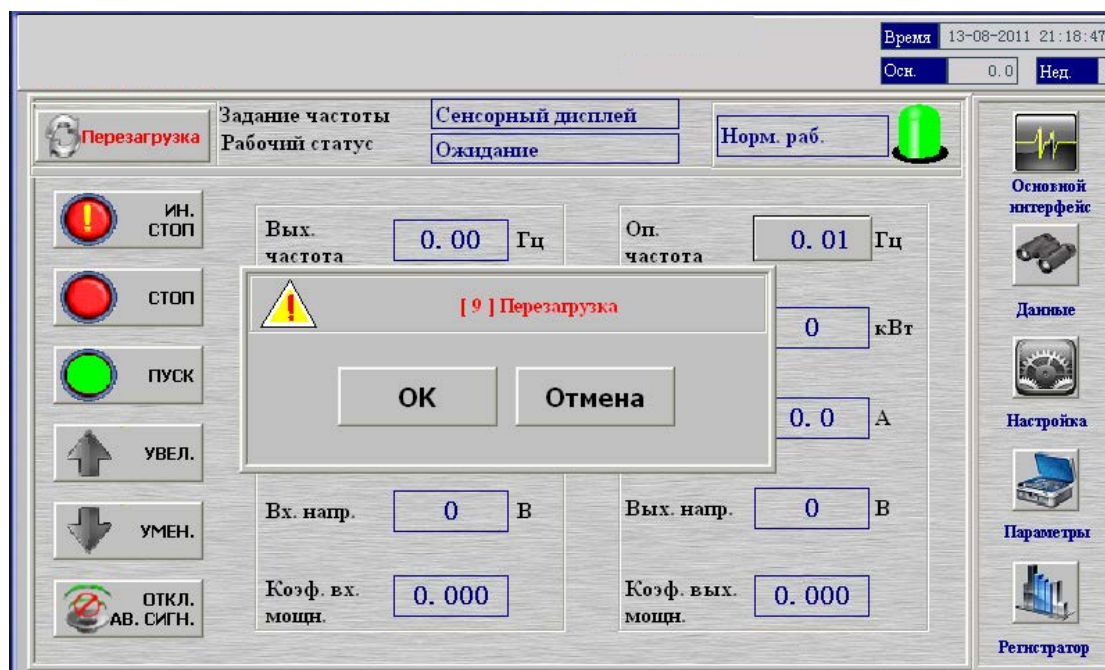 Время 13-08-2011 21:18:47
Осн. 0.0 Нед.
Перезагрузка
Задание частоты Сенсорный дисплей
Рабочий статус Ожидание
Норм. раб.
ИН.
СТОП
СТОП
ПУСК
УВЕЛ.
УМЕН.
ОТКЛ.
АВ. СИГН.
Вых.
частота
0.00 Гц
Оп.
частота
0.01 Гц
[ 9 ] Перезагрузка
OK Отмена
0 кВт
0.0 А
Вх. напр. 0 В
Вых. напр. 0 В
Коэф. вх.
мощн.
0.000
Коэф. вых.
мощн.
0.000
Основной
интерфейс
Данные
Настройка
Параметры
Регистратор